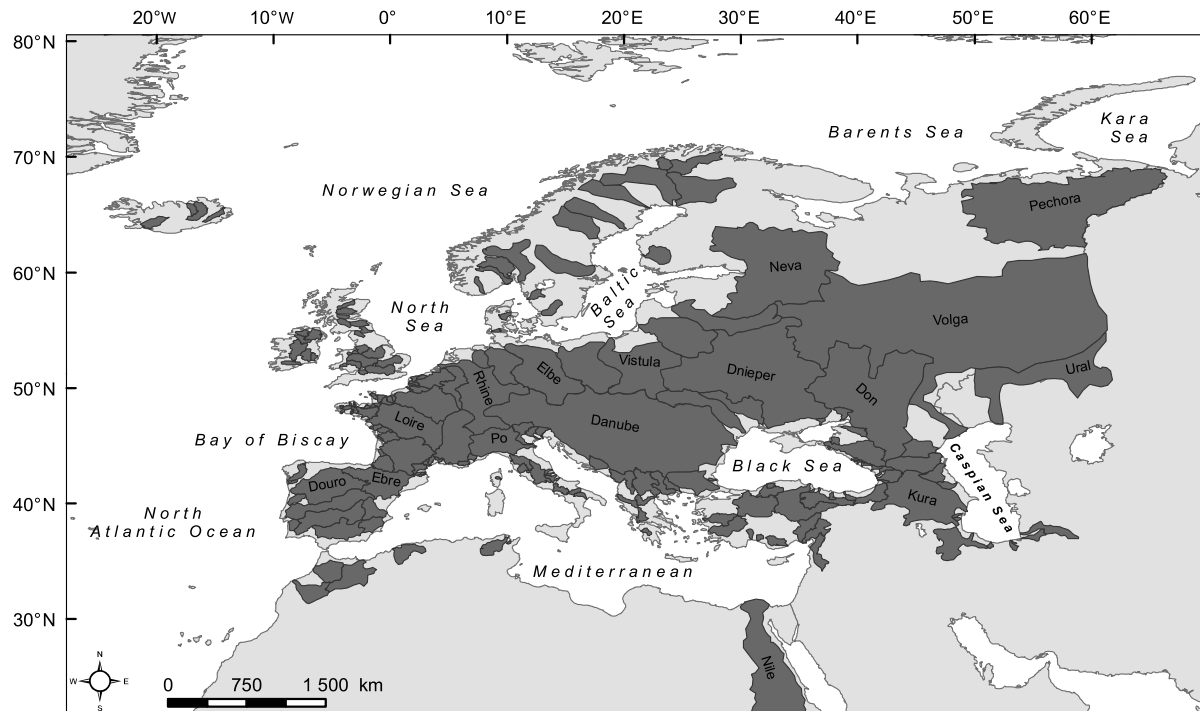 20°W 10°W 0° 10°E 20°E 30°E 40°E 50°E 60°E
80°N
Kara
Sea
Barents Sea
70°N
Norwegian Sea
Pechora
60°N
Neva
Baltic
Sea
North
Sea
Volga
Vistula
Elbe
Rhine
Dnieper
Ural
50°N
Don
Loire
Danube
Po
Bay of Biscay
Black Sea
Caspian Sea
Ebre
Douro
Kura
40°N
North
Atlantic Ocean
Mediterranean
30°N
Nile
N
W E
S
0 750 1 500 km